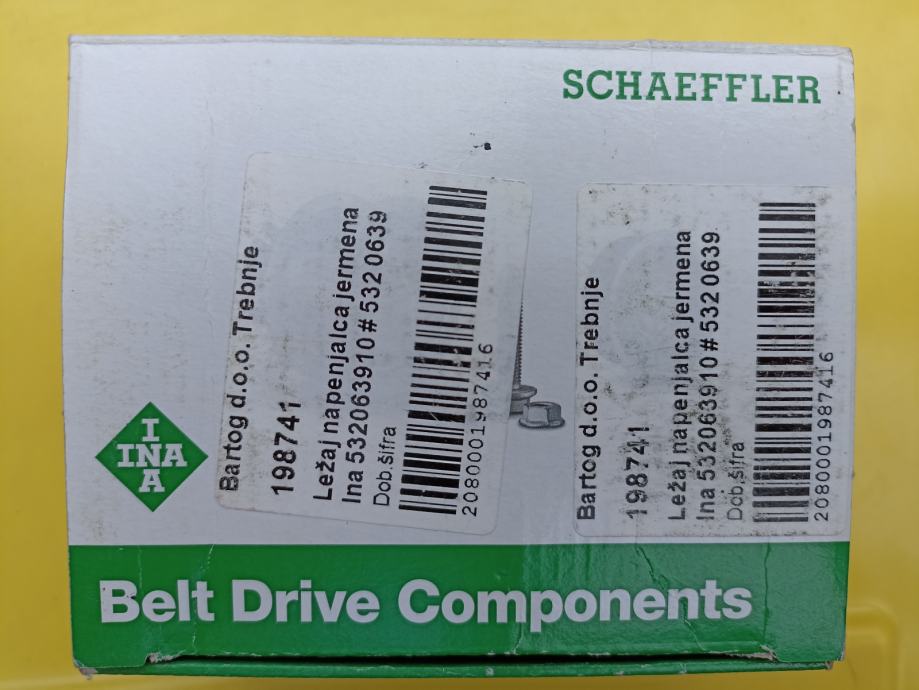 SCHAEFFLER
I
INA
A
Bartog d.o.o. Trebnje
198741
Ležaj napenjalca jermena
Ina 532063910 # 532 0639
Dob.šifra
2080001987416
Bartog d.o.o. Trebnje
198741
Ležaj napenjalca jermena
Ina 532063910 # 532 0639
Dob.šifra
2080001987416
Belt Drive Components